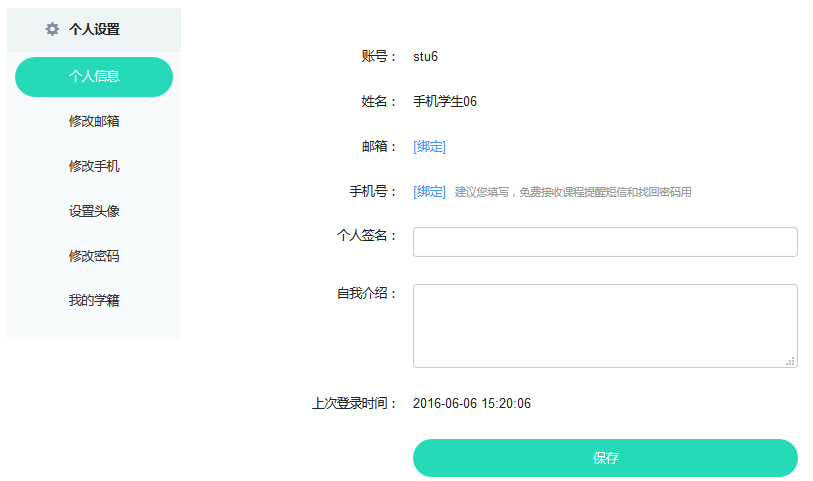 个人设置
个人信息
修改邮箱
修改手机
设置头像
修改密码
我的学籍
账号： stu6
姓名： 手机学生06
邮箱： [绑定]
手机号： [绑定] 建议您填写，免费接收课程提醒短信和找回密码用
个人签名：
自我介绍：
上次登录时间： 2016-06-06 15:20:06
保存